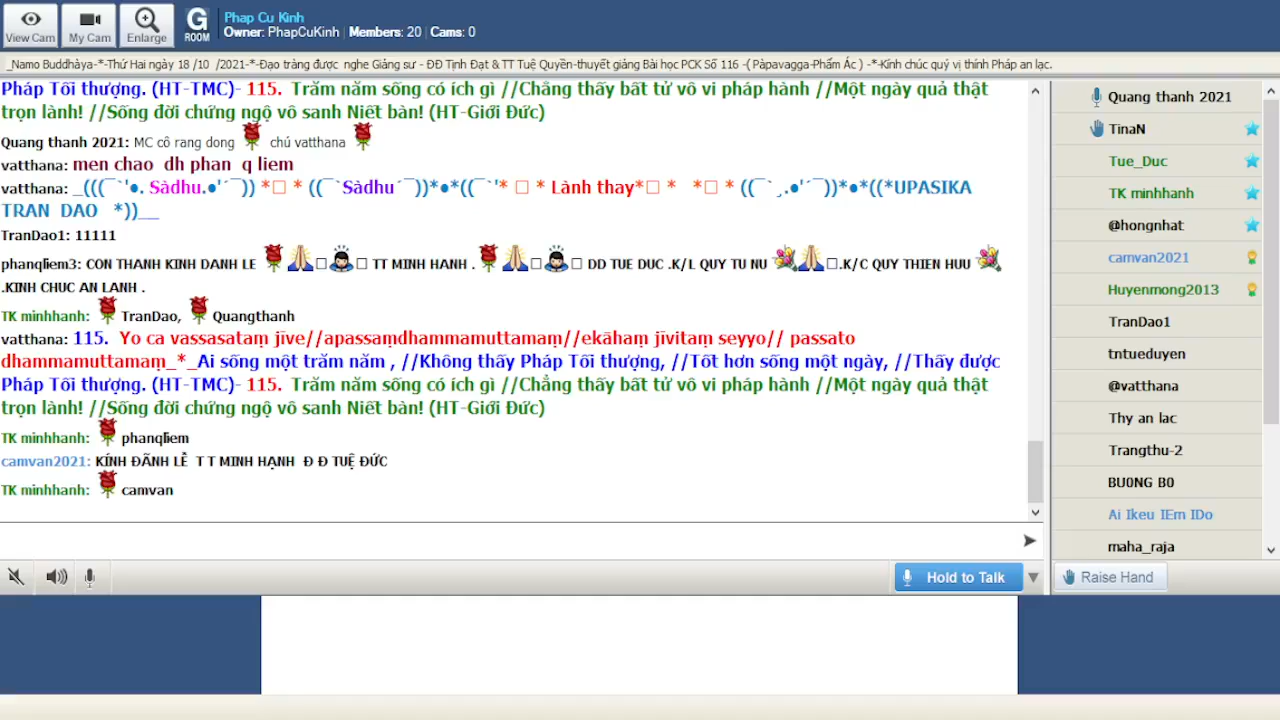 View Cam
My Cam
Enlarge
G ROOM
Phap Cu Kinh
Owner: PhapCuKinh | Members: 20 | Cams: 0
_Namo Buddhàya-*-Thứ Hai ngày 18 /10 /2021-*-Đạo tràng được nghe Giảng sư - ĐĐ Tịnh Đạt & TT Tuệ Quyền-thuyết giảng Bài học PCK Số 116 -( Pàpavagga-Phẩm Ác ) -*-Kính chúc quý vị thính Pháp an lạc.
Pháp Tối thượng. (HT-TMC)- 115. Trăm năm sống có ích gì //Chẳng thấy bất tử vô vi pháp hành //Một ngày quả thật
trọn lành! //Sống đời chứng ngộ vô sanh Niết bàn! (HT-Giới Đức)
Quang thanh 2021: MC cô rang dong 🌹 chú vatthana 🌹
vatthana: men chao dh phan q liem
vatthana: _(((¯`'●. Sàdhu.●'´¯)) *□ * ((¯`Sàdhu´¯))*●*((¯`'* □ * Lành thay*□ * *□ * ((¯`¸.●'´¯))*●*((*UPASIKA
TRAN DAO *))__
TranDao1: 11111
phanqliem3: CON THANH KINH DANH LE 🌹🙏□🙇□ TT MINH HANH .🌹🙏□🙇□ DD TUE DUC .K/L QUY TU NU 💐🙏□.K/C QUY THIEN HUU 💐
.KINH CHUC AN LANH .
TK minhhanh: 🌹TranDao, 🌹Quangthanh
vatthana: 115. Yo ca vassasataṃ jīve//apassaṃdhammamuttamaṃ//ekāhaṃ jīvitaṃ seyyo// passato
dhammamuttamaṃ_*_Ai sống một trăm năm , //Không thấy Pháp Tối thượng, //Tốt hơn sống một ngày, //Thấy được
Pháp Tối thượng. (HT-TMC)- 115. Trăm năm sống có ích gì //Chẳng thấy bất tử vô vi pháp hành //Một ngày quả thật
trọn lành! //Sống đời chứng ngộ vô sanh Niết bàn! (HT-Giới Đức)
TK minhhanh: 🌹phanqliem
camvan2021: KÍNH ĐÃNH LỄ T T MINH HẠNH Đ Đ TUỆ ĐỨC
TK minhhanh: 🌹camvan
Hold to Talk
Quang thanh 2021
TinaN
Tue_Duc
TK minhhanh
@hongnhat
camvan2021
Huyenmong2013
TranDao1
tntueduyen
@vatthana
Thy an lac
Trangthu-2
BU0NG B0
Ai Ikeu IEm IDo
maha_raja
Raise Hand